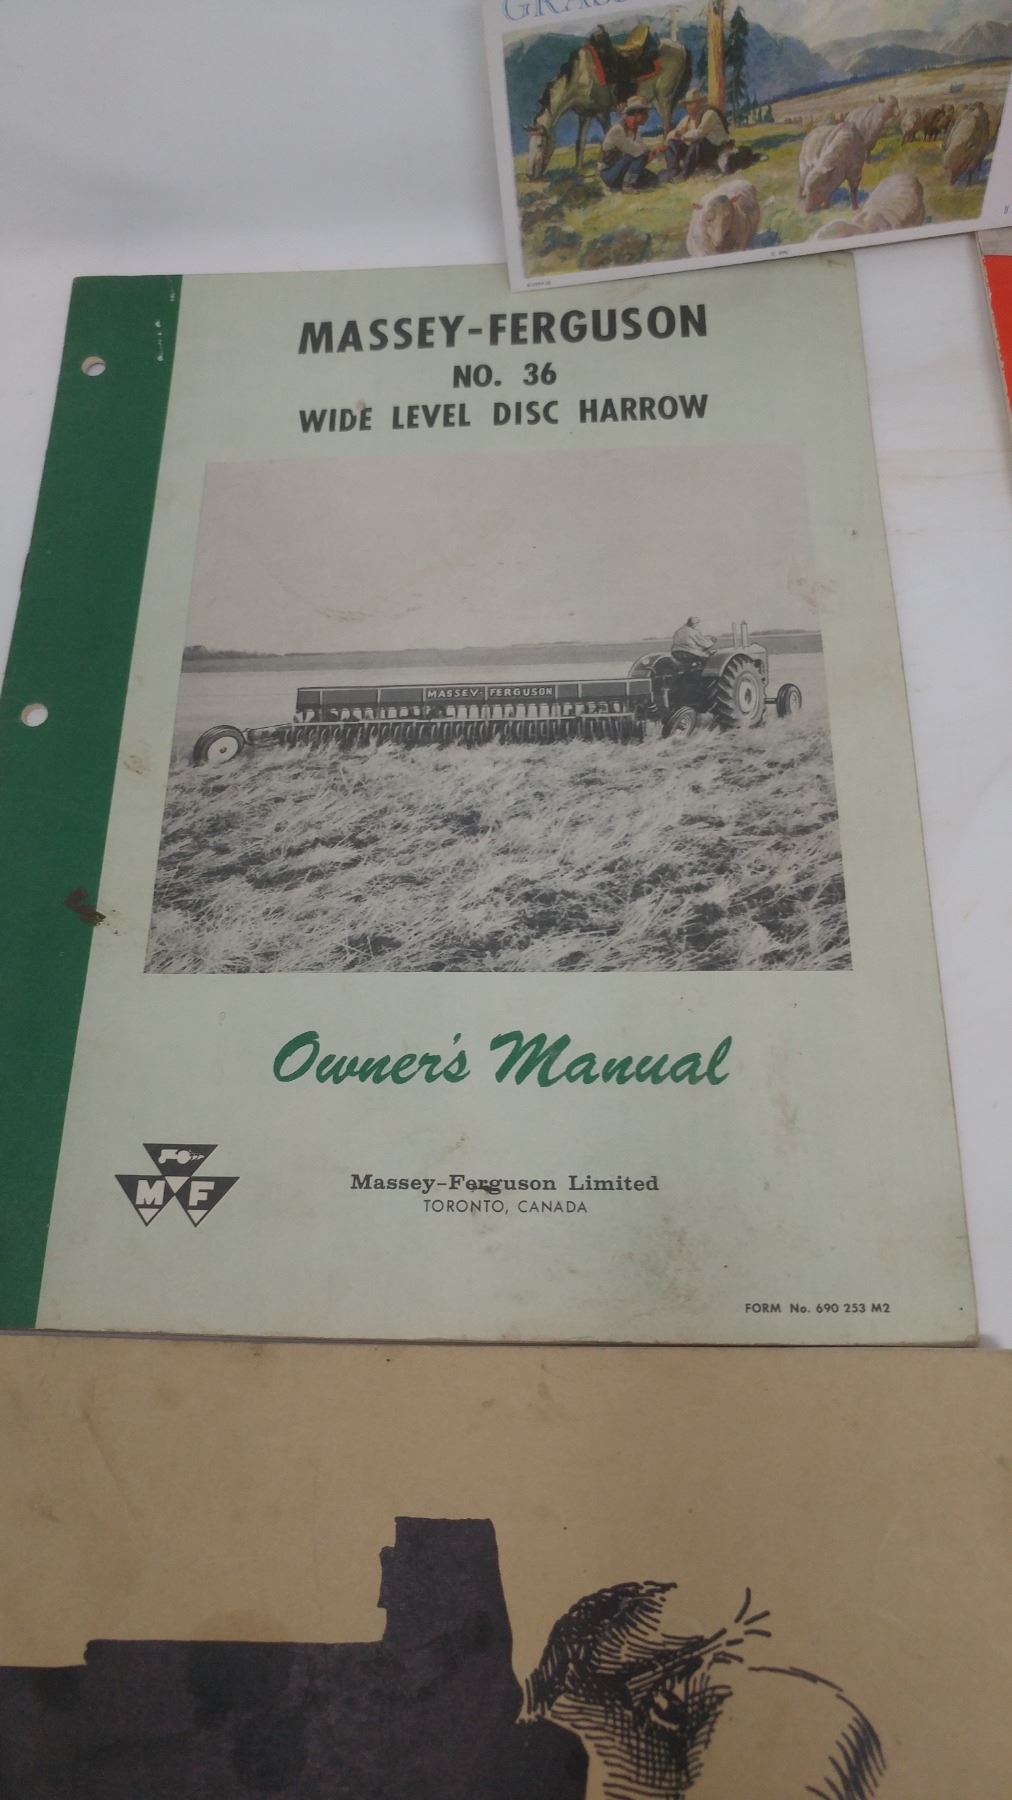 MASSEY-FERGUSON
NO. 36
WIDE LEVEL DISC HARROW
MASSEY-FERGUSON
Owner's Manual
M F
Massey-Ferguson Limited
TORONTO, CANADA
FORM No. 690 253 M2